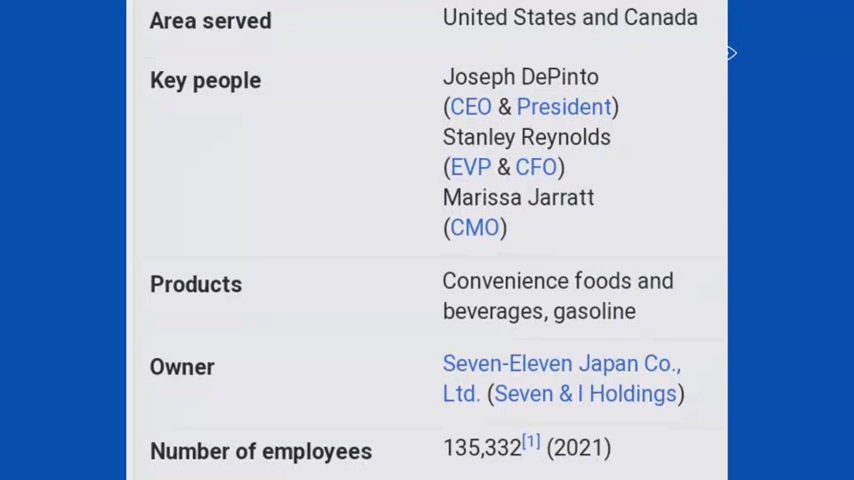 Area served United States and Canada
Key people Joseph DePinto
(CEO & President)
Stanley Reynolds
(EVP & CFO)
Marissa Jarratt
(CMO)
Products Convenience foods and
beverages, gasoline
Owner Seven-Eleven Japan Co.,
Ltd. (Seven & I Holdings)
Number of employees 135,332[1] (2021)